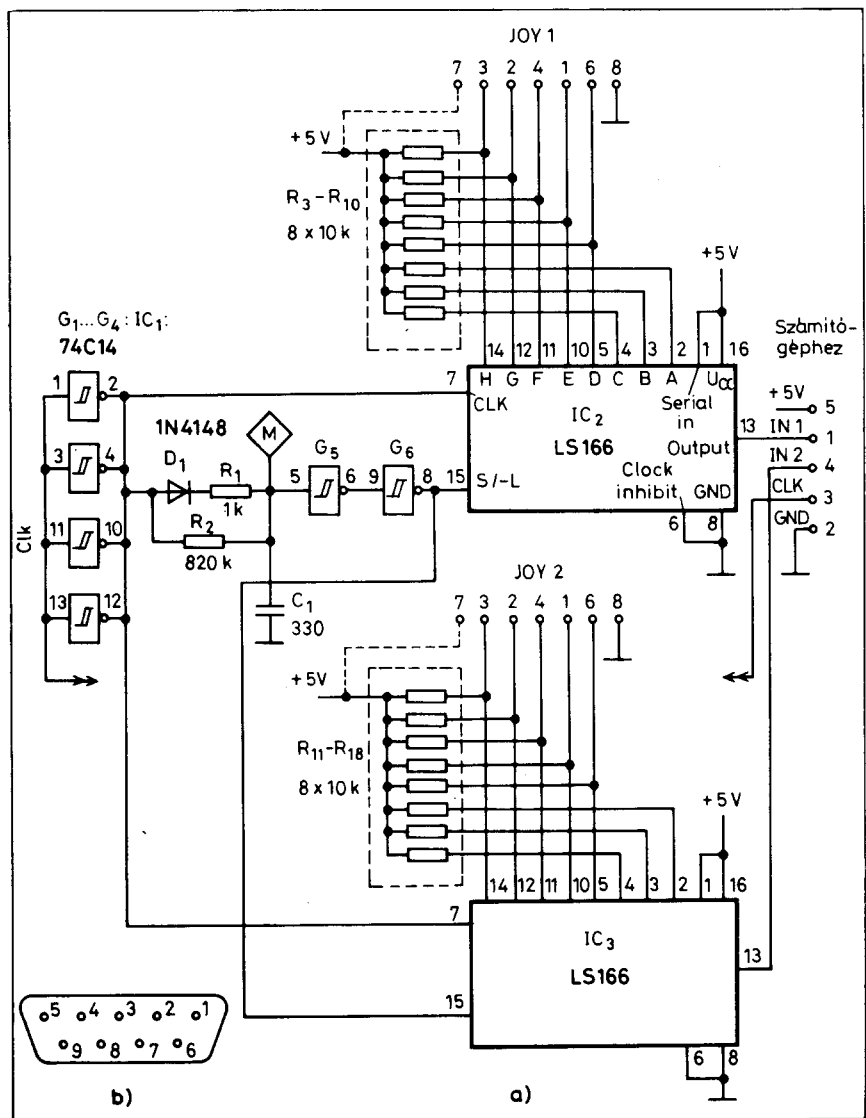 JOY 1
7 3 2 4 1 6 8
+5V
R3–R10
8 x 10 k
+5V
G1...G4: IC1:
74C14
Számító-
géphez
14 12 11 10 5 4 3 2 1 16
H G F E D C B A Ucc
7
CLK
IC2
LS166
Serial
in
Output
13
Clock
inhibit
GND
15
S/-L
6 8
+5V 5
IN 1 1
IN 2 4
CLK 3
GND 2
1 2
3 4
11 10
13 12
Clk
1N4148
D1
R1
1k
R2
820 k
M
C1
330
G5
5 6
G6
9 8
JOY 2
7 3 2 4 1 6 8
+5V
R11–R18
8 x 10 k
+5V
14 12 11 10 5 4 3 2 1 16
7
IC3
LS166
13
15
6 8
5 4 3 2 1
9 8 7 6
b)
a)